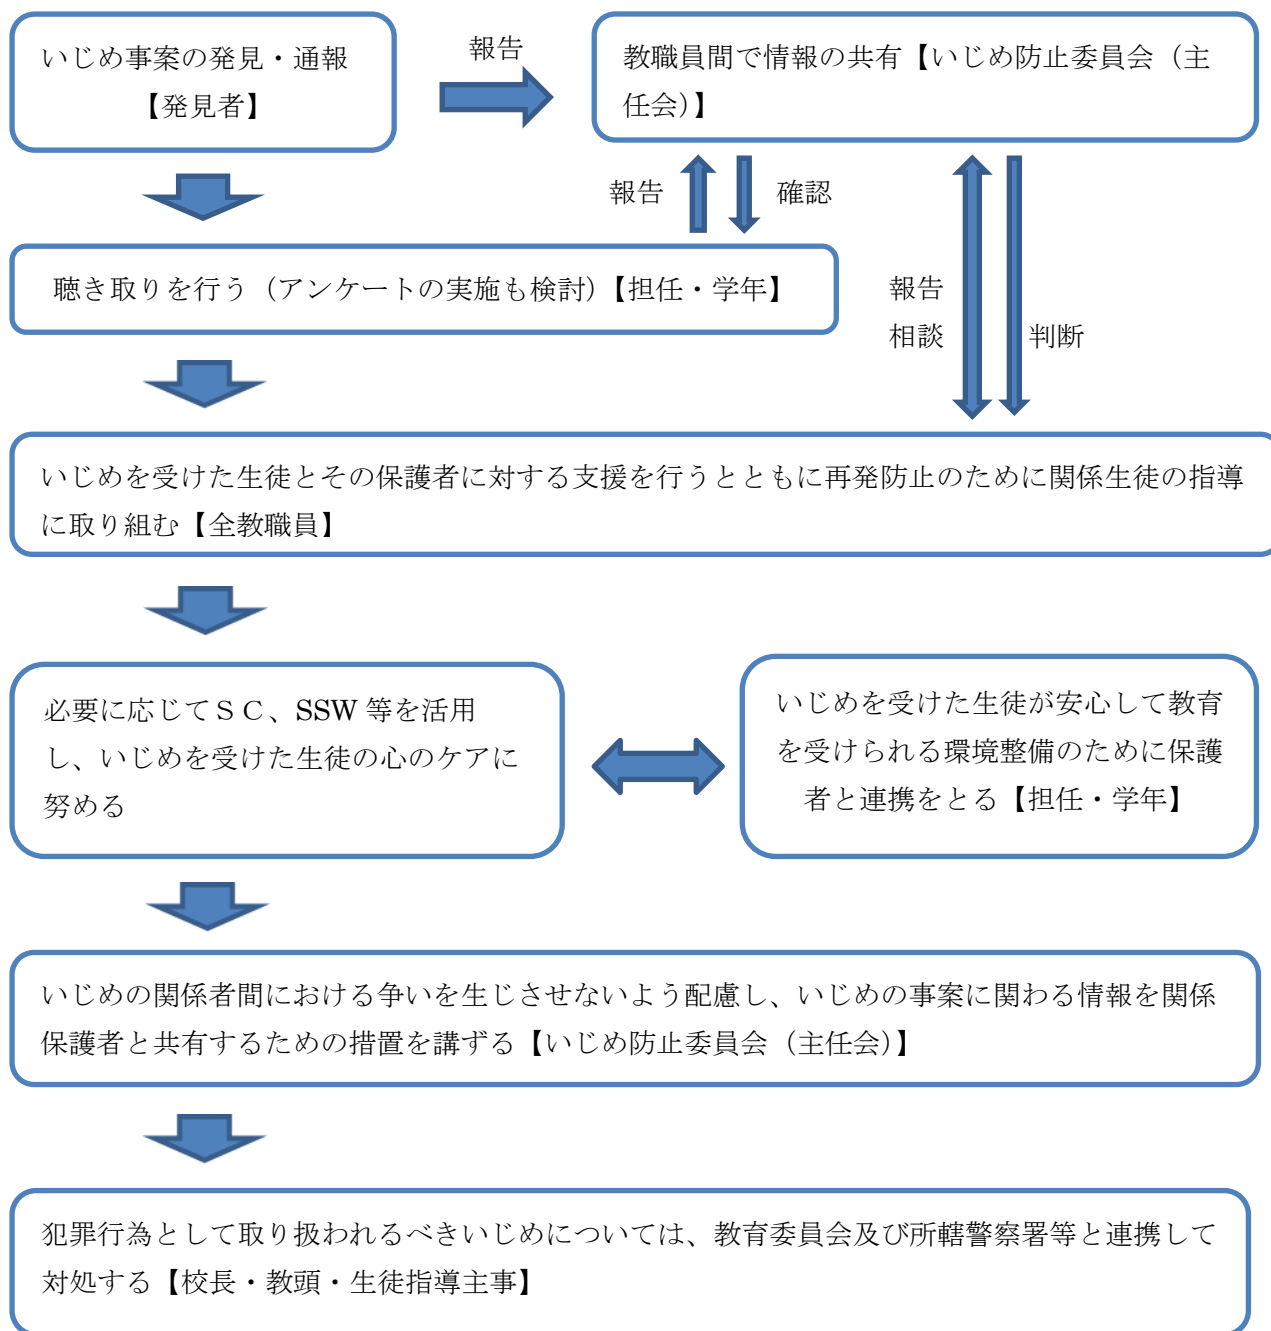 いじめ事案の発見・通報
【発見者】
報告
教職員間で情報の共有【いじめ防止委員会（主
任会）】
報告
確認
聴き取りを行う（アンケートの実施も検討）【担任・学年】
報告
相談
判断
いじめを受けた生徒とその保護者に対する支援を行うとともに再発防止のために関係生徒の指導
に取り組む【全教職員】
必要に応じてＳＣ、SSW 等を活用
し、いじめを受けた生徒の心のケアに
努める
いじめを受けた生徒が安心して教育
を受けられる環境整備のために保護
者と連携をとる【担任・学年】
いじめの関係者間における争いを生じさせないよう配慮し、いじめの事案に関わる情報を関係
保護者と共有するための措置を講ずる【いじめ防止委員会（主任会）】
犯罪行為として取り扱われるべきいじめについては、教育委員会及び所轄警察署等と連携して
対処する【校長・教頭・生徒指導主事】